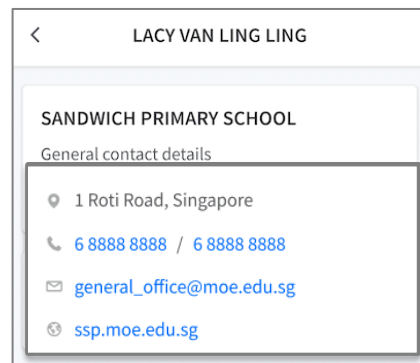 LACY VAN LING LING
SANDWICH PRIMARY SCHOOL
General contact details
1 Roti Road, Singapore
6 8888 8888 / 6 8888 8888
general_office@moe.edu.sg
ssp.moe.edu.sg